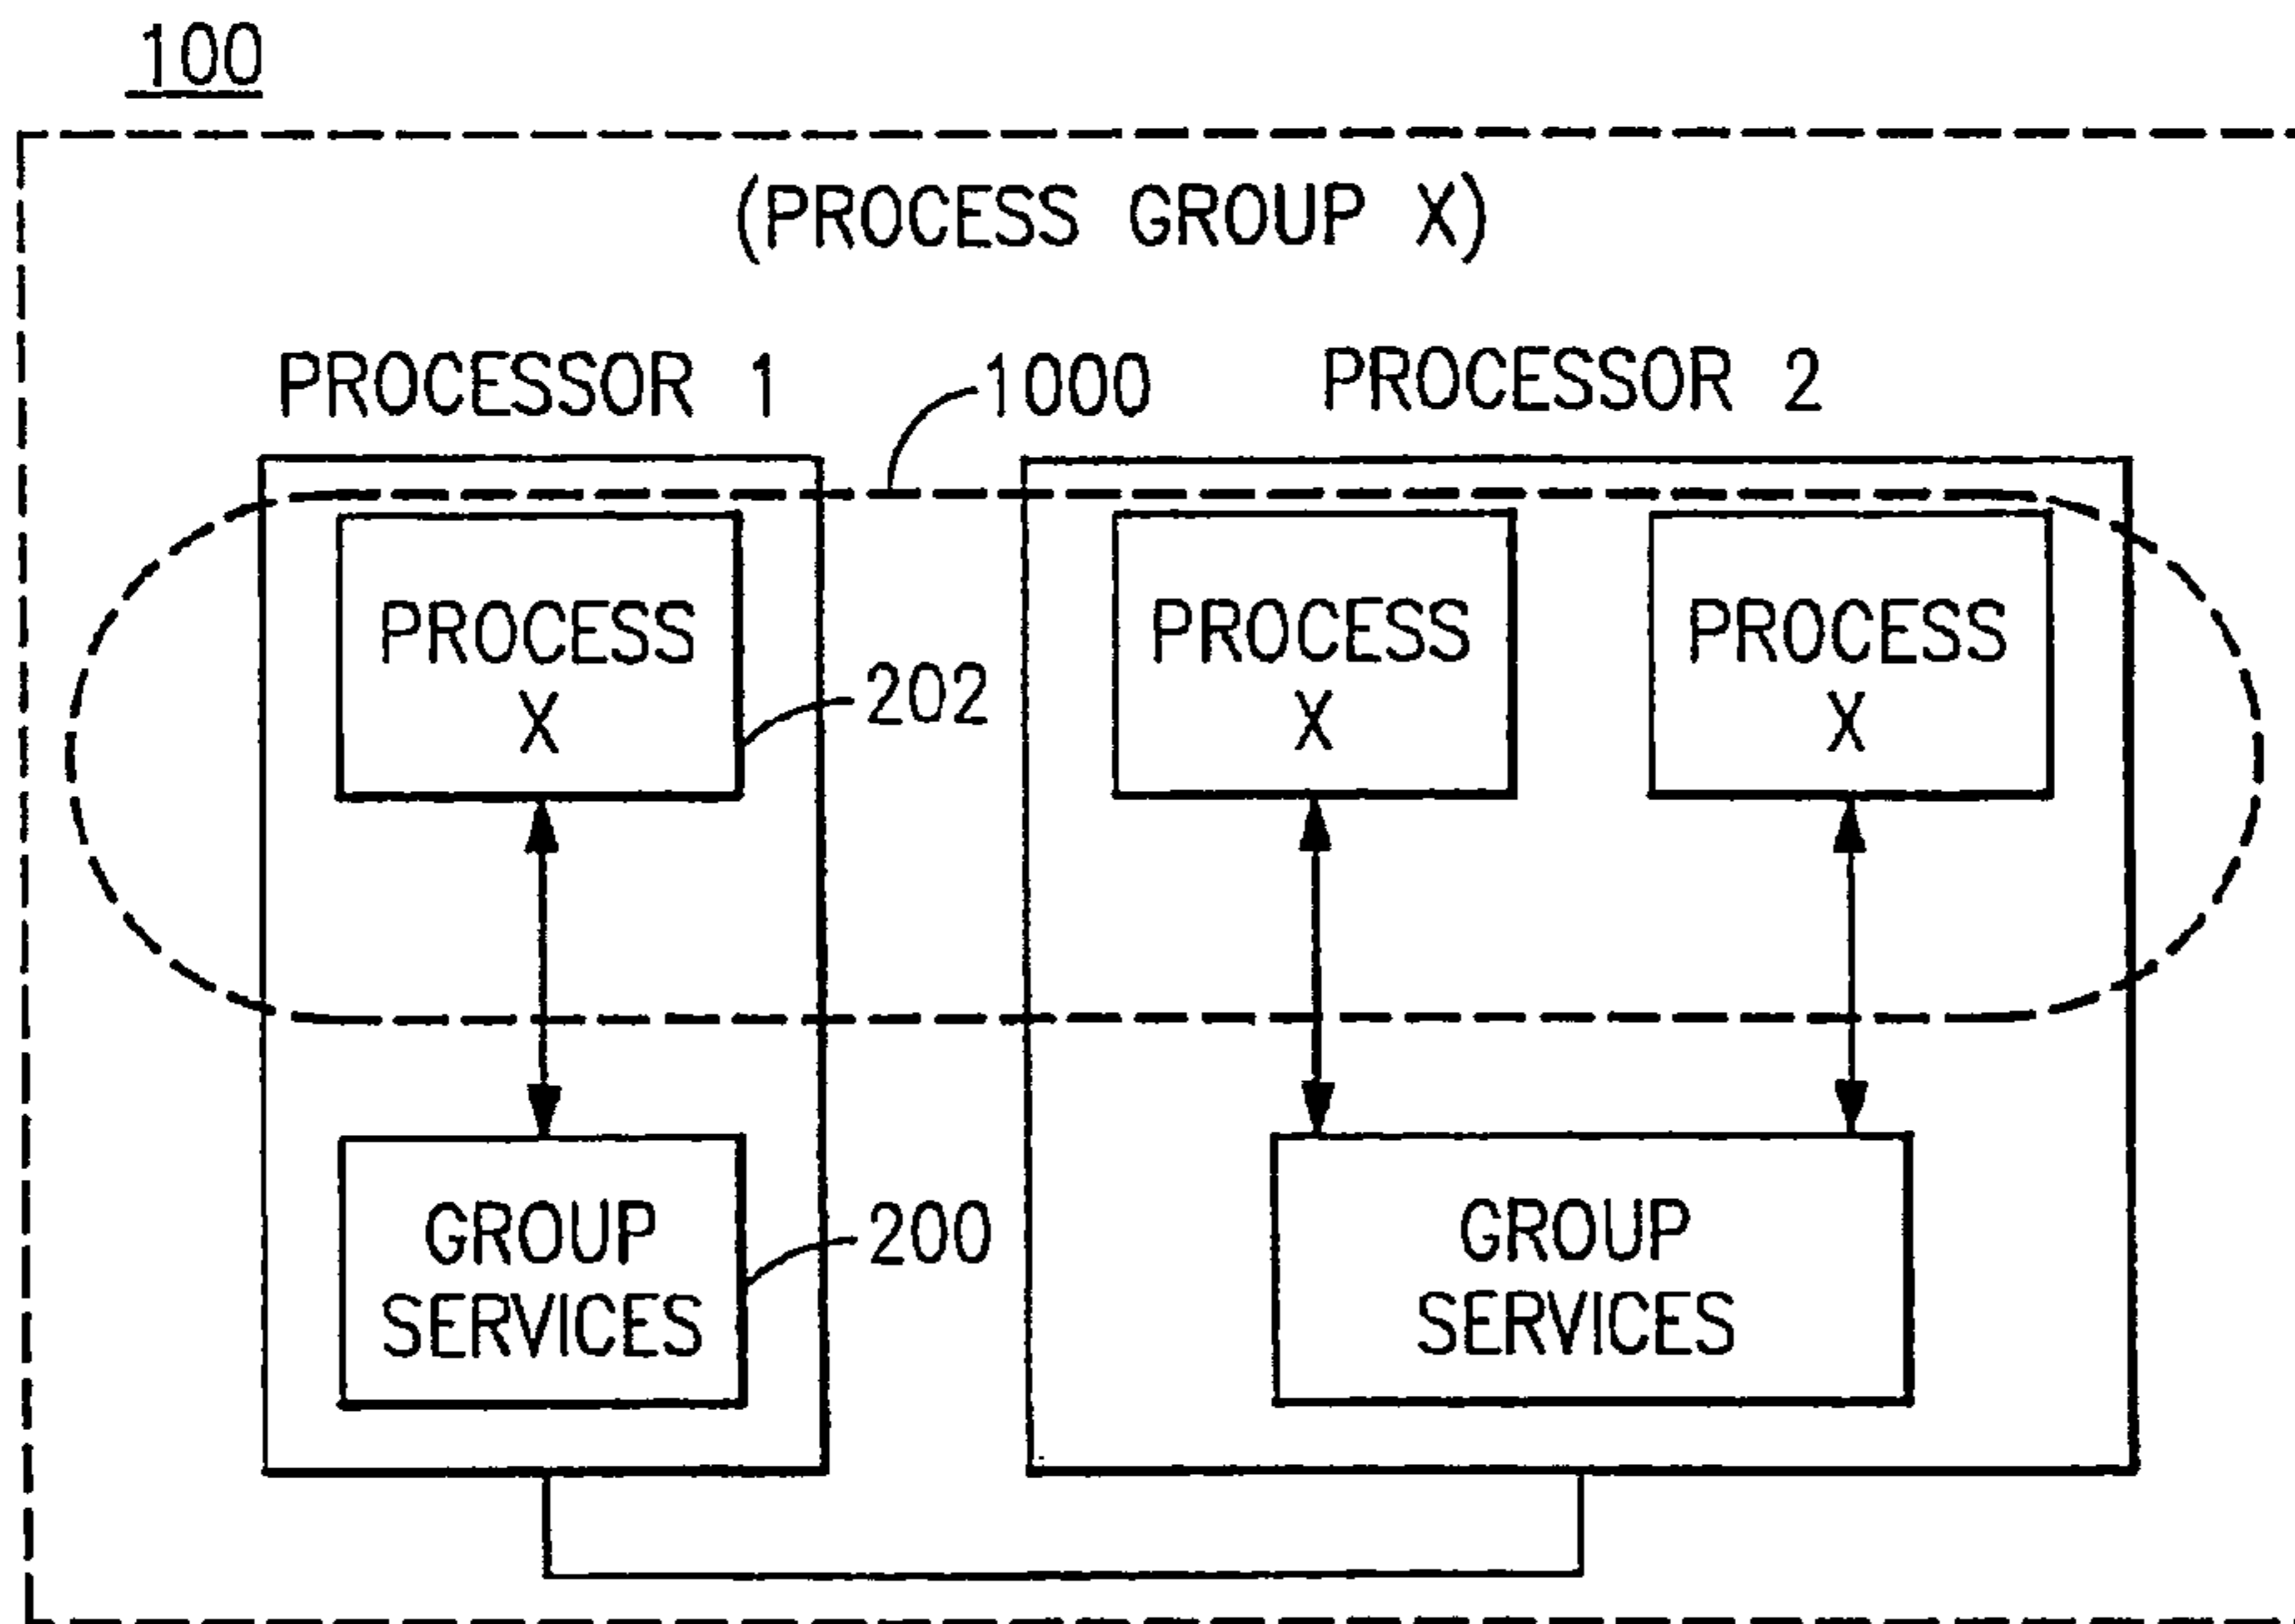 100
(PROCESS GROUP X)
PROCESSOR 1
1000
PROCESSOR 2
PROCESS
X
202
PROCESS
X
PROCESS
X
GROUP
SERVICES
200
GROUP
SERVICES